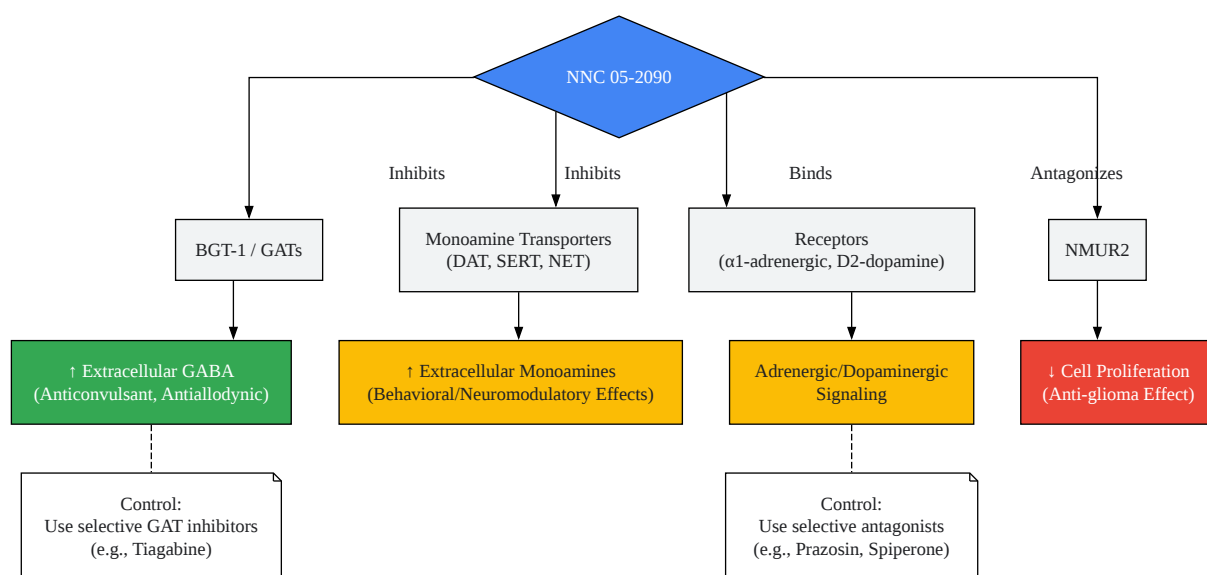 NNC 05-2090
Inhibits
Inhibits
Binds
Antagonizes
BGT-1 / GATs
Monoamine Transporters
(DAT, SERT, NET)
Receptors
(α1-adrenergic, D2-dopamine)
NMUR2
↑ Extracellular GABA
(Anticonvulsant, Antiallodynic)
↑ Extracellular Monoamines
(Behavioral/Neuromodulatory Effects)
Adrenergic/Dopaminergic
Signaling
↓ Cell Proliferation
(Anti-glioma Effect)
Control:
Use selective GAT inhibitors
(e.g., Tiagabine)
Control:
Use selective antagonists
(e.g., Prazosin, Spiperone)